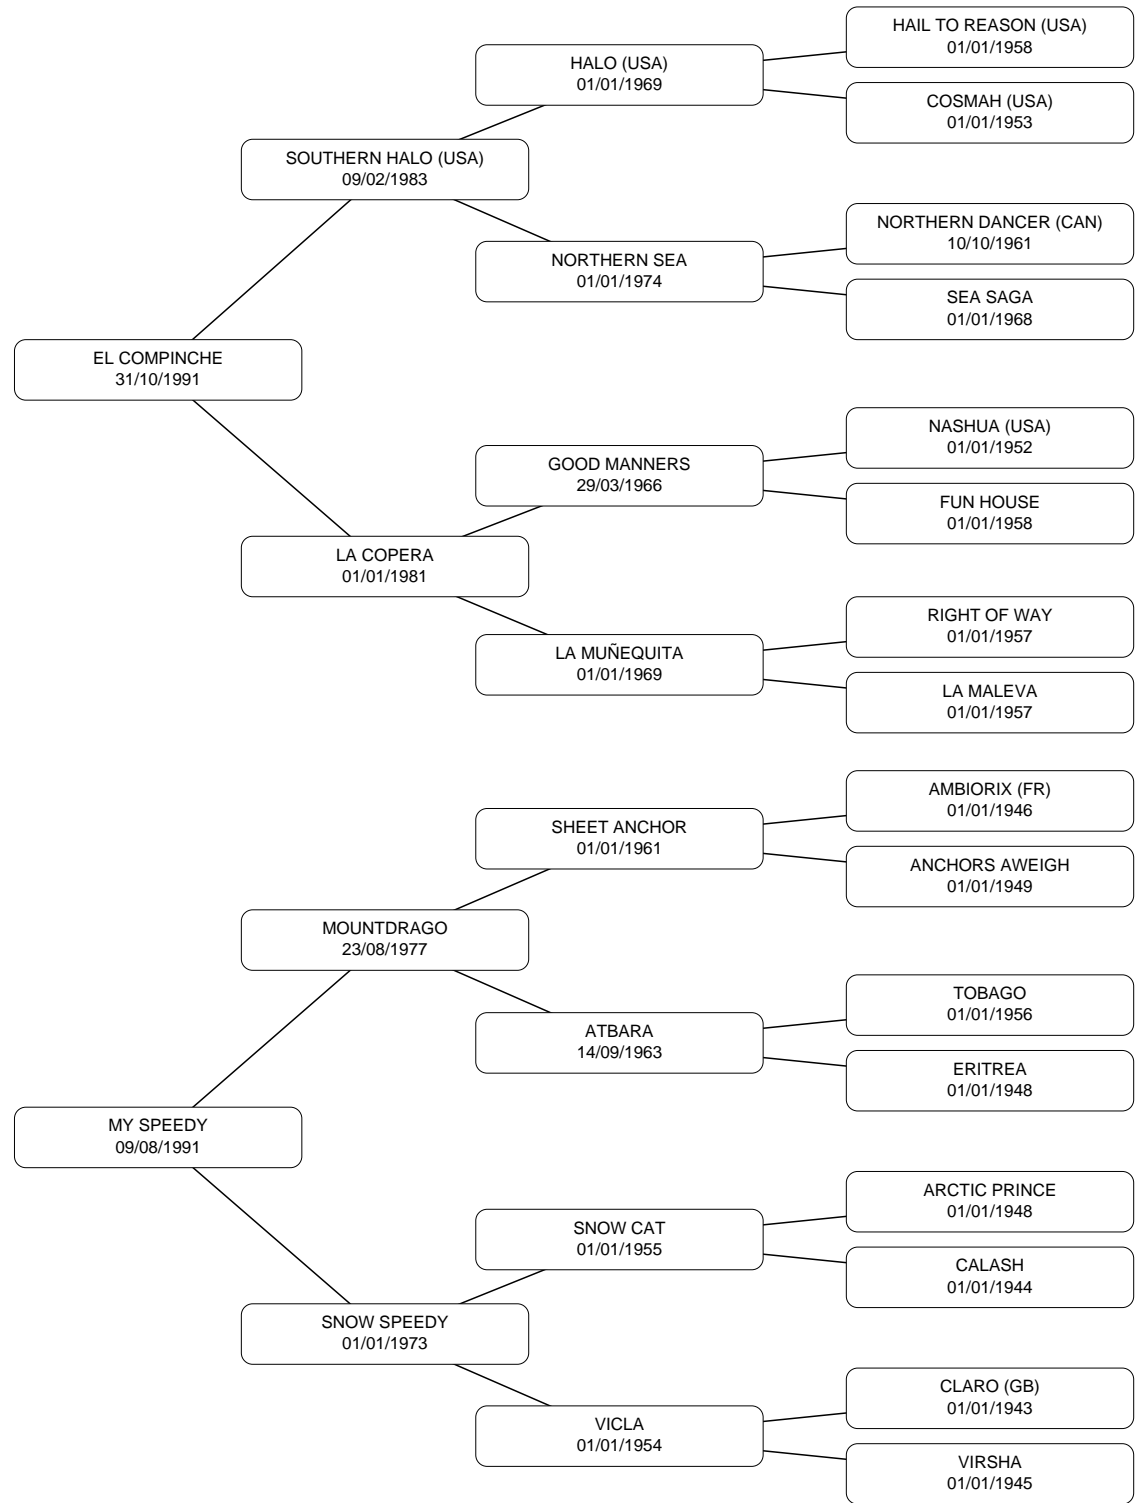 HAIL TO REASON (USA)
01/01/1958
HALO (USA)
01/01/1969
COSMAH (USA)
01/01/1953
SOUTHERN HALO (USA)
09/02/1983
NORTHERN DANCER (CAN)
10/10/1961
NORTHERN SEA
01/01/1974
SEA SAGA
01/01/1968
EL COMPINCHE
31/10/1991
NASHUA (USA)
01/01/1952
GOOD MANNERS
29/03/1966
FUN HOUSE
01/01/1958
LA COPERA
01/01/1981
RIGHT OF WAY
01/01/1957
LA MUÑEQUITA
01/01/1969
LA MALEVA
01/01/1957
AMBIORIX (FR)
01/01/1946
SHEET ANCHOR
01/01/1961
ANCHORS AWEIGH
01/01/1949
MOUNTDRAGO
23/08/1977
TOBAGO
01/01/1956
ATBARA
14/09/1963
ERITREA
01/01/1948
MY SPEEDY
09/08/1991
ARCTIC PRINCE
01/01/1948
SNOW CAT
01/01/1955
CALASH
01/01/1944
SNOW SPEEDY
01/01/1973
CLARO (GB)
01/01/1943
VICLA
01/01/1954
VIRSHA
01/01/1945